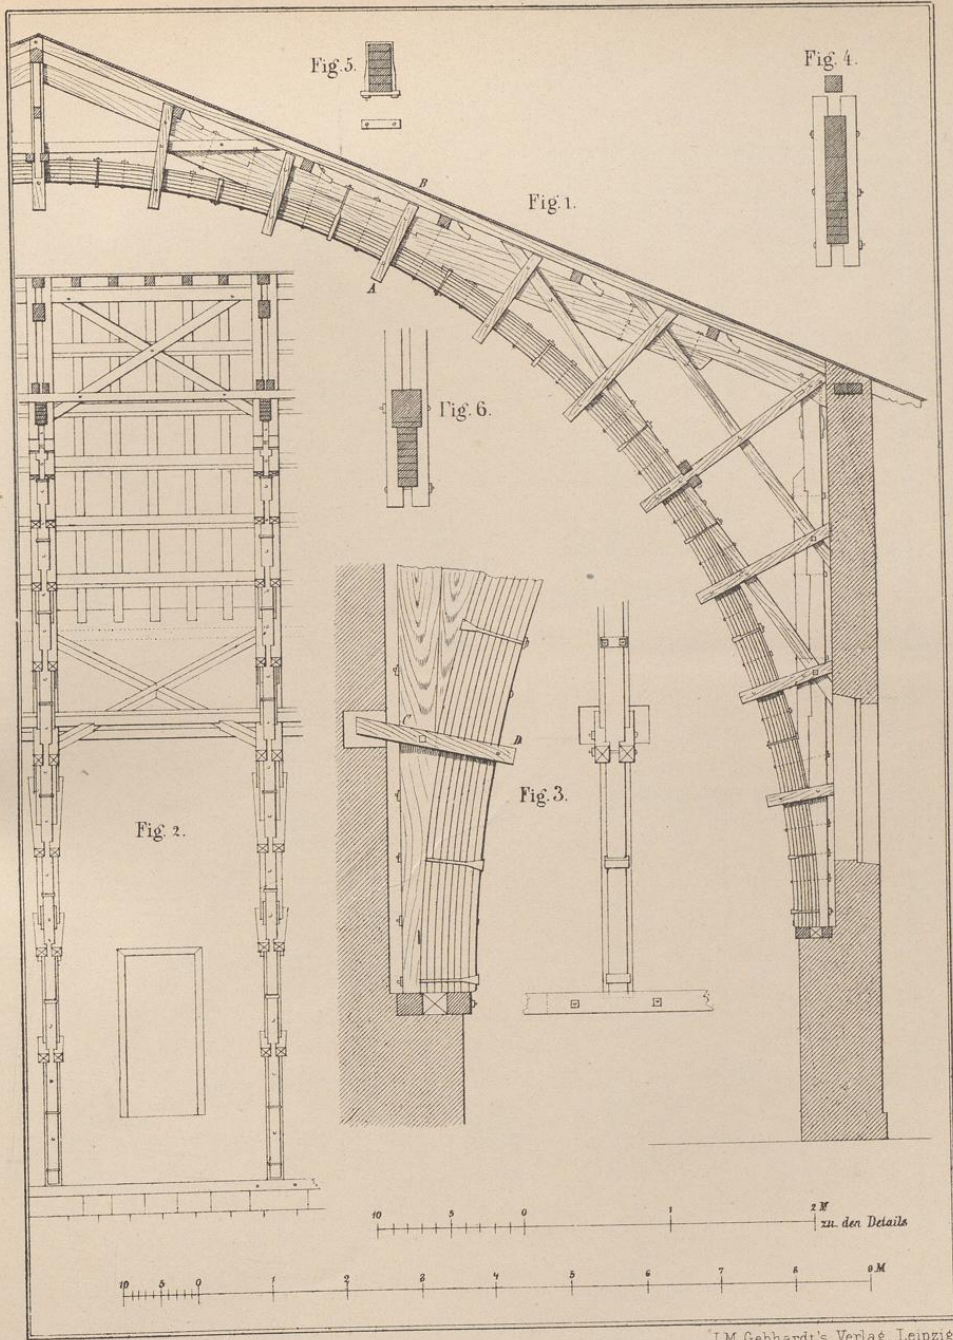 Fig. 5.
Fig. 4.
B
Fig. 1.
A
Fig. 6.
C
D
Fig. 3.
Fig. 2.
10 5 0 1 2 M
zu den Details
10 5 0 1 2 3 4 5 6 7 8 9 M
J.M. Gebhardt's Verlag, Leipzig